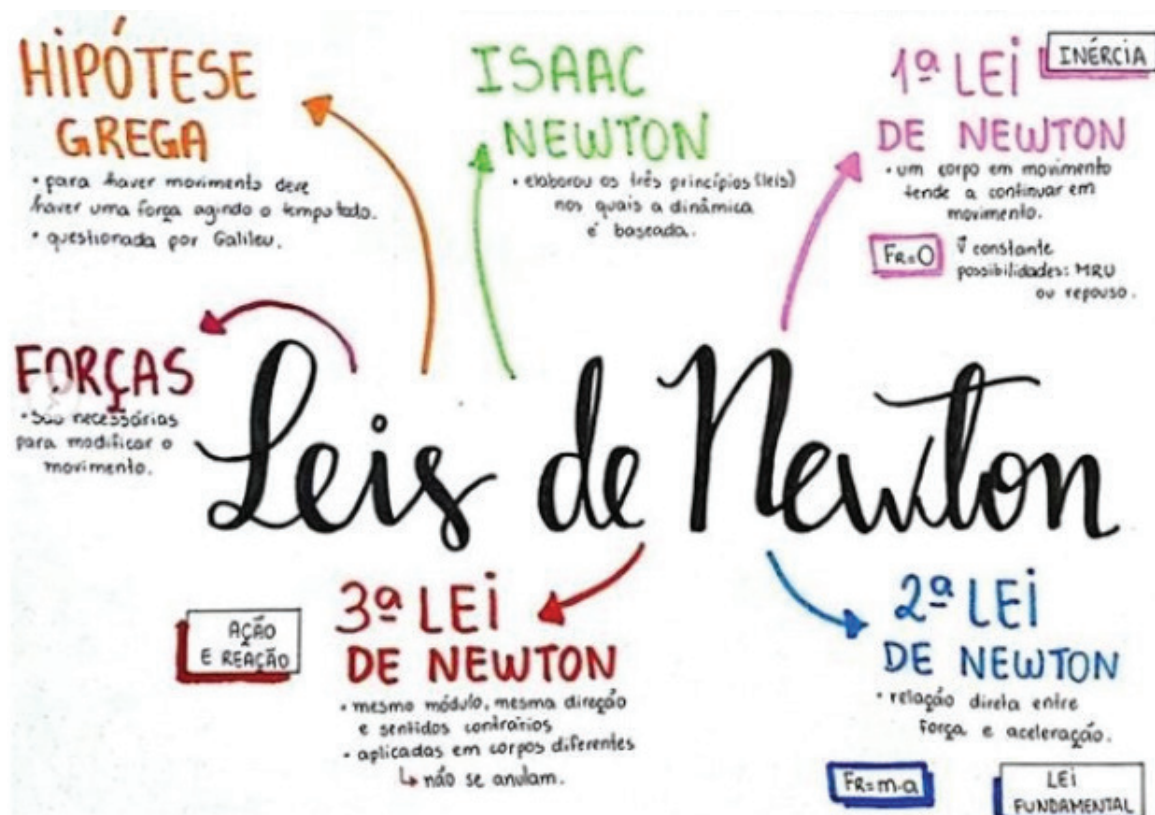 HIPÓTESE
GREGA
• para haver movimento deve
haver uma força agindo o tempo todo.
• questionada por Galileu.
ISAAC
NEWTON
• elaborou os três princípios (leis)
nos quais a dinâmica
é baseada.
1ª LEI
INÉRCIA
DE NEWTON
• um corpo em movimento
tende a continuar em
movimento.
FR=0
v⃗ constante
possibilidades: MRU
ou repouso.
FORÇAS
• São necessárias
para modificar o
movimento.
Leis de Newton
AÇÃO
E REAÇÃO
3ª LEI
DE NEWTON
• mesmo módulo, mesma direção
e sentidos contrários
• aplicadas em corpos diferentes
↳ não se anulam.
2ª LEI
DE NEWTON
• relação direta entre
força e aceleração.
FR=m.a
LEI
FUNDAMENTAL